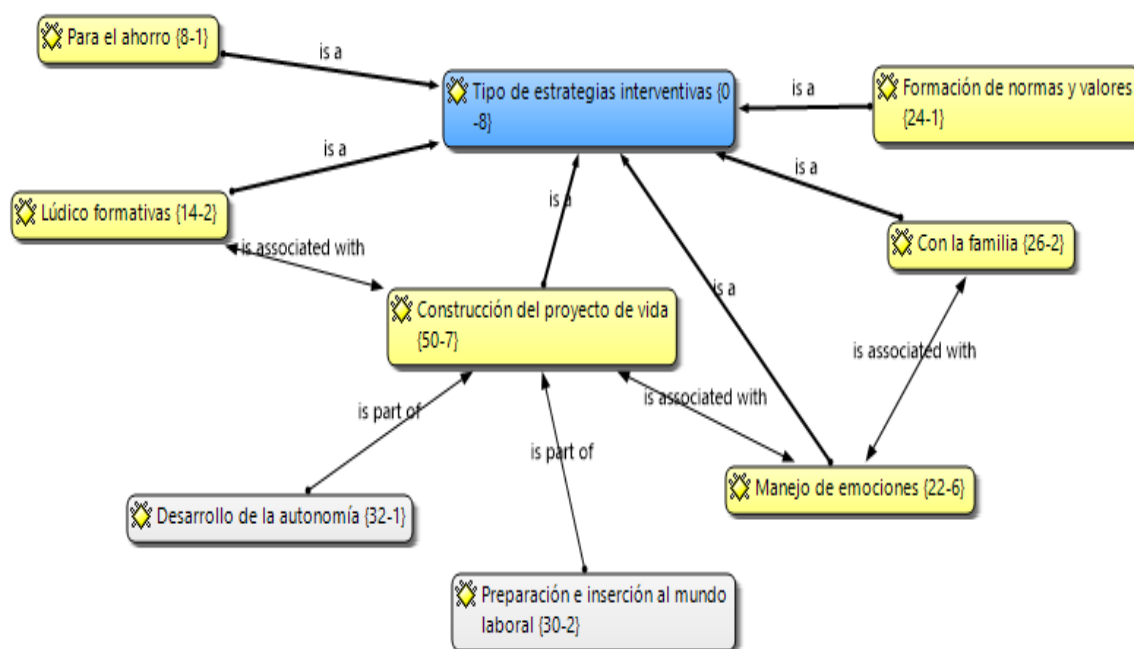 Para el ahorro {8-1}
is a
Tipo de estrategias interventivas {0
-8}
is a
Formación de normas y valores
{24-1}
is a
is a
Lúdico formativas {14-2}
is a
Con la familia {26-2}
is associated with
is a
Construcción del proyecto de vida
{50-7}
is associated with
is part of
is associated with
is part of
Manejo de emociones {22-6}
Desarrollo de la autonomía {32-1}
Preparación e inserción al mundo
laboral {30-2}